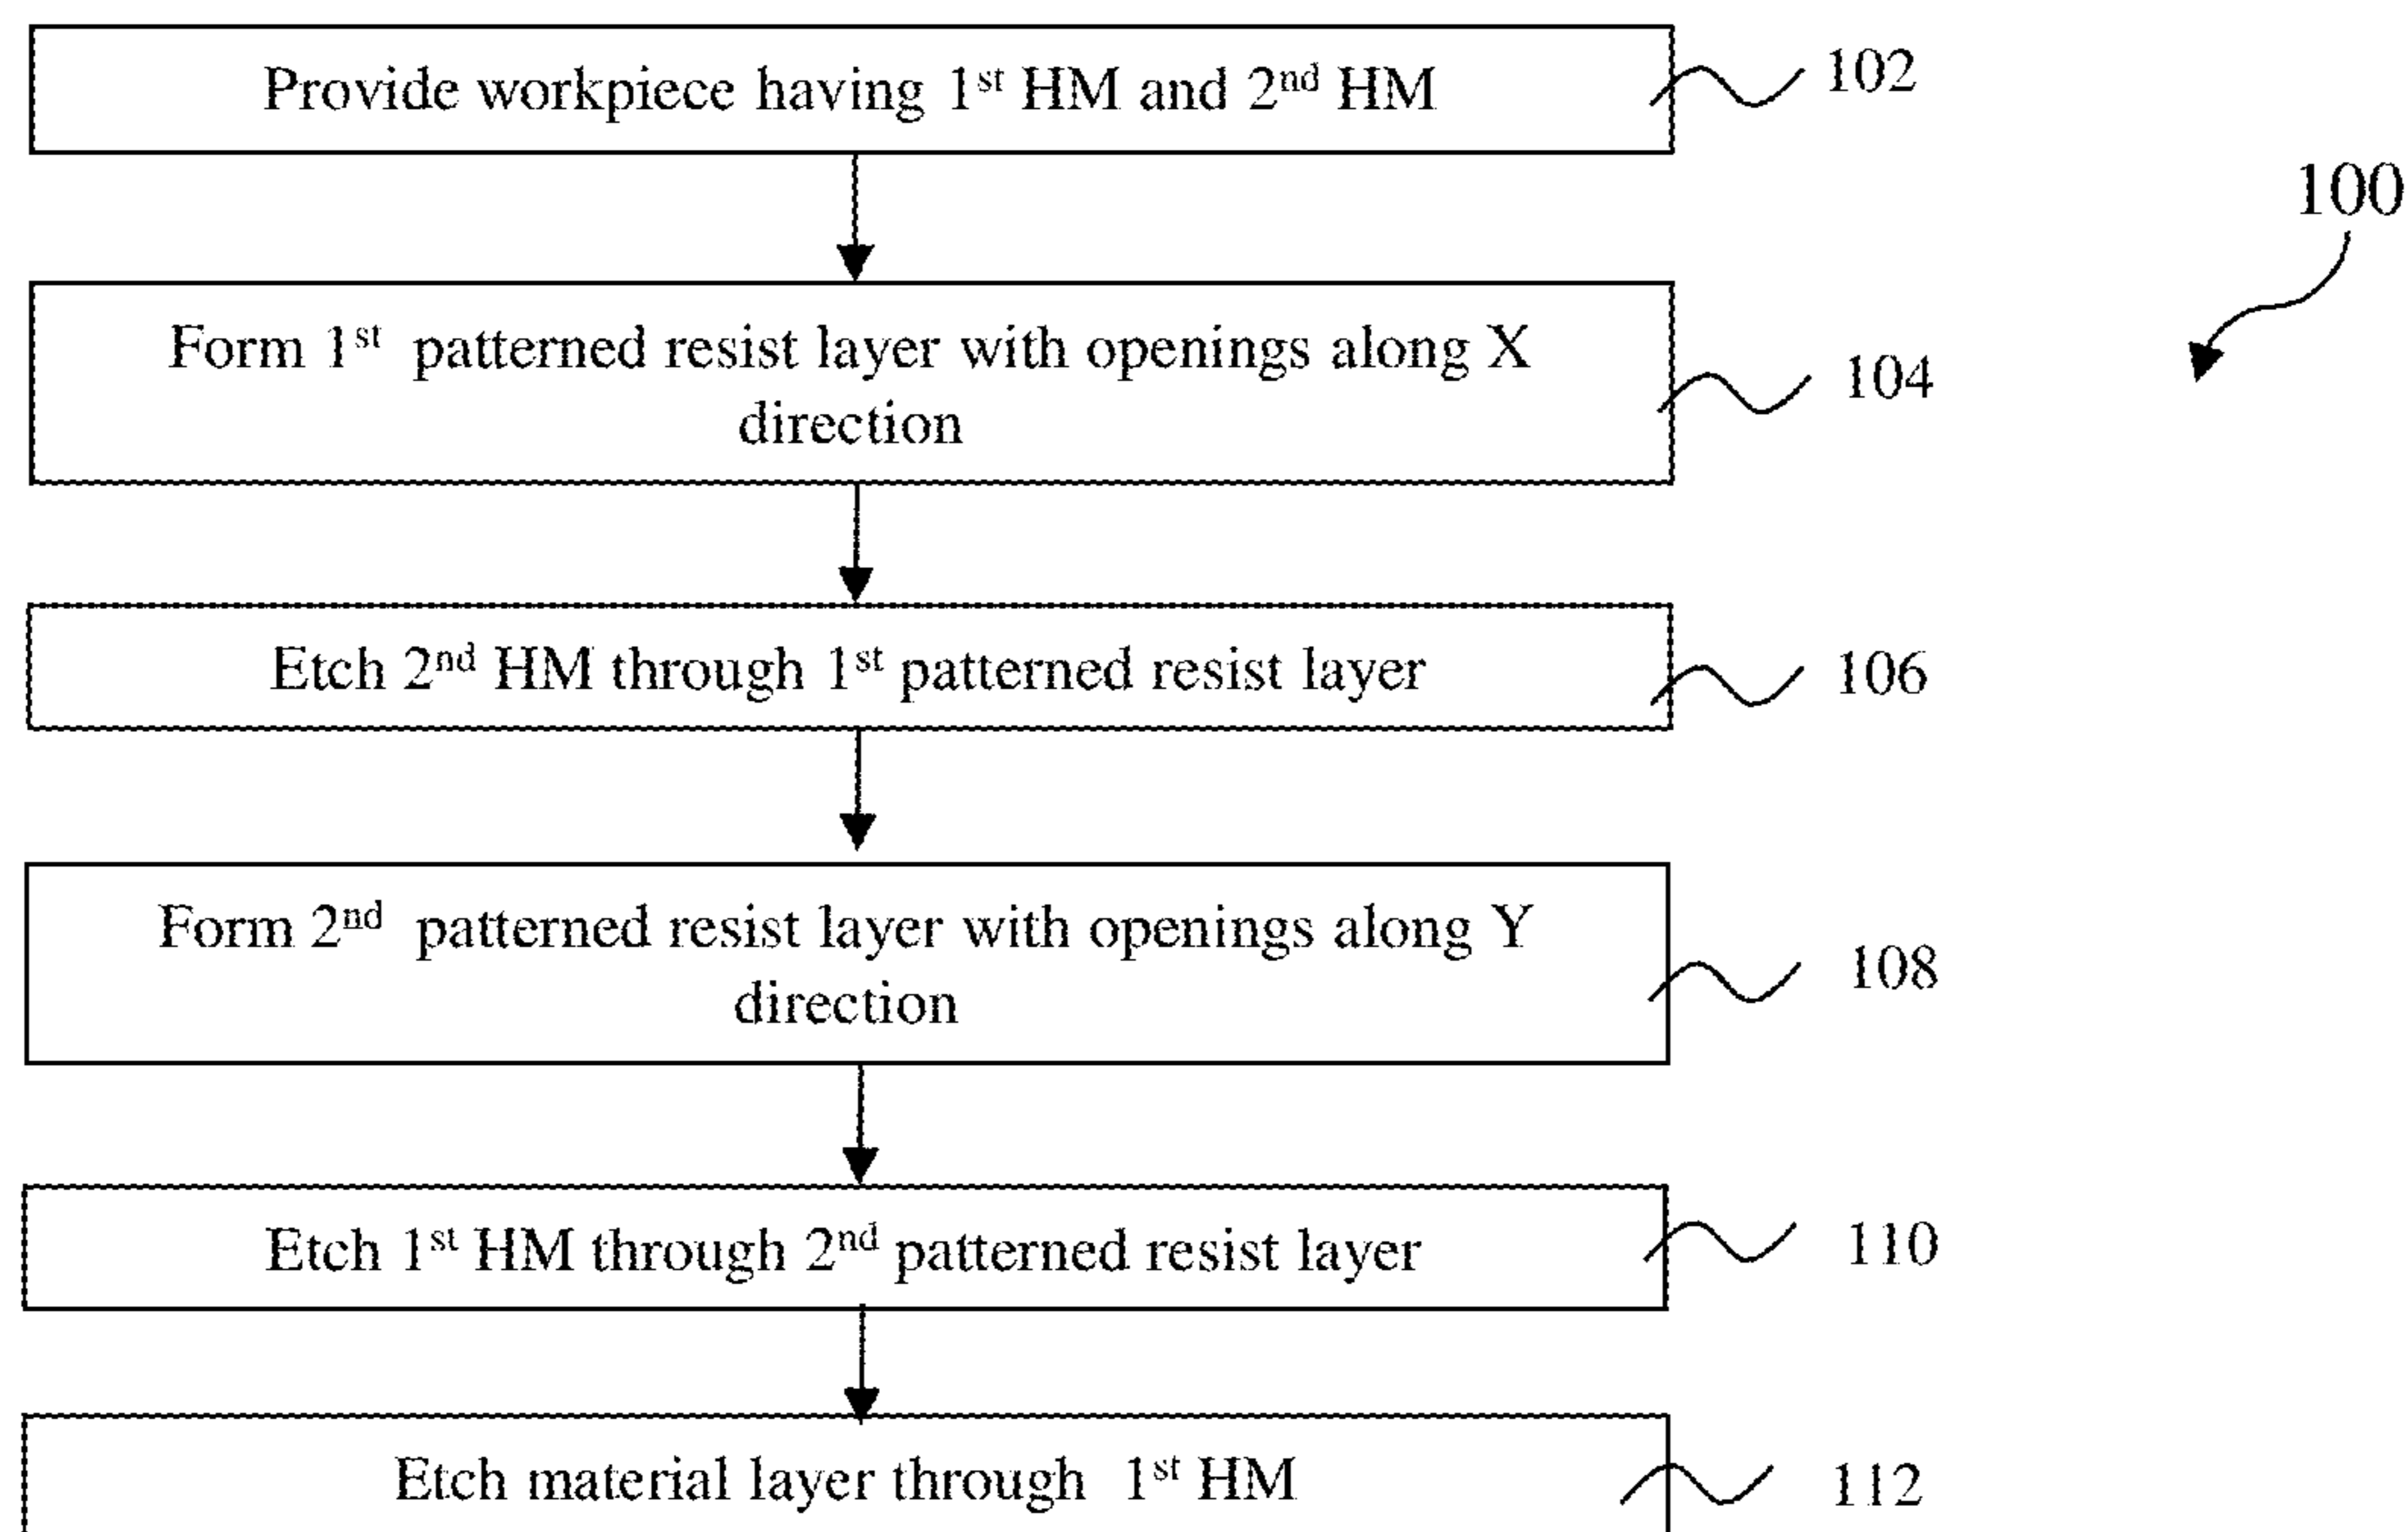 Provide workpiece having 1st HM and 2nd HM
102
100
Form 1st patterned resist layer with openings along X
direction
104
Etch 2nd HM through 1st patterned resist layer
106
Form 2nd patterned resist layer with openings along Y
direction
108
Etch 1st HM through 2nd patterned resist layer
110
Etch material layer through 1st HM
112